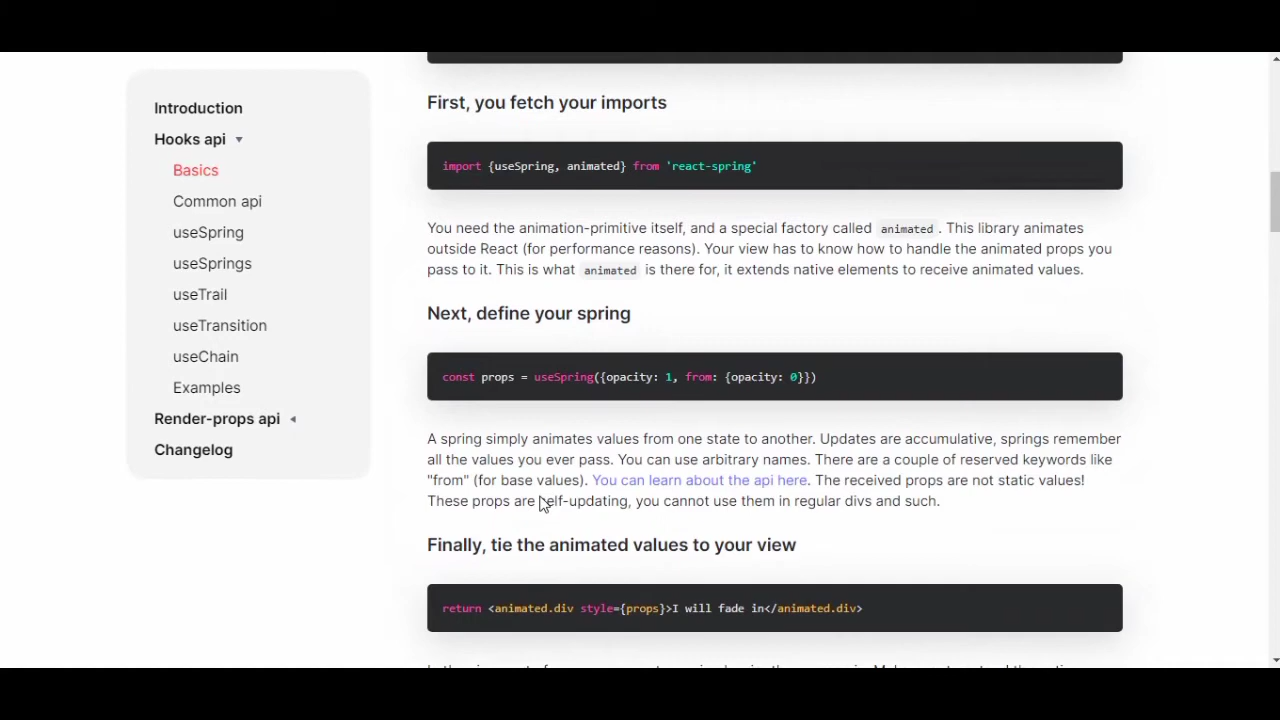 Introduction
Hooks api
Basics
Common api
useSpring
useSprings
useTrail
useTransition
useChain
Examples
Render-props api
Changelog
First, you fetch your imports
import {useSpring, animated} from 'react-spring'
You need the animation-primitive itself, and a special factory called animated . This library animates
outside React (for performance reasons). Your view has to know how to handle the animated props you
pass to it. This is what animated is there for, it extends native elements to receive animated values.
Next, define your spring
const props = useSpring({opacity: 1, from: {opacity: 0}})
A spring simply animates values from one state to another. Updates are accumulative, springs remember
all the values you ever pass. You can use arbitrary names. There are a couple of reserved keywords like
"from" (for base values). You can learn about the api here. The received props are not static values!
These props are self-updating, you cannot use them in regular divs and such.
Finally, tie the animated values to your view
return <animated.div style={props}>I will fade in</animated.div>